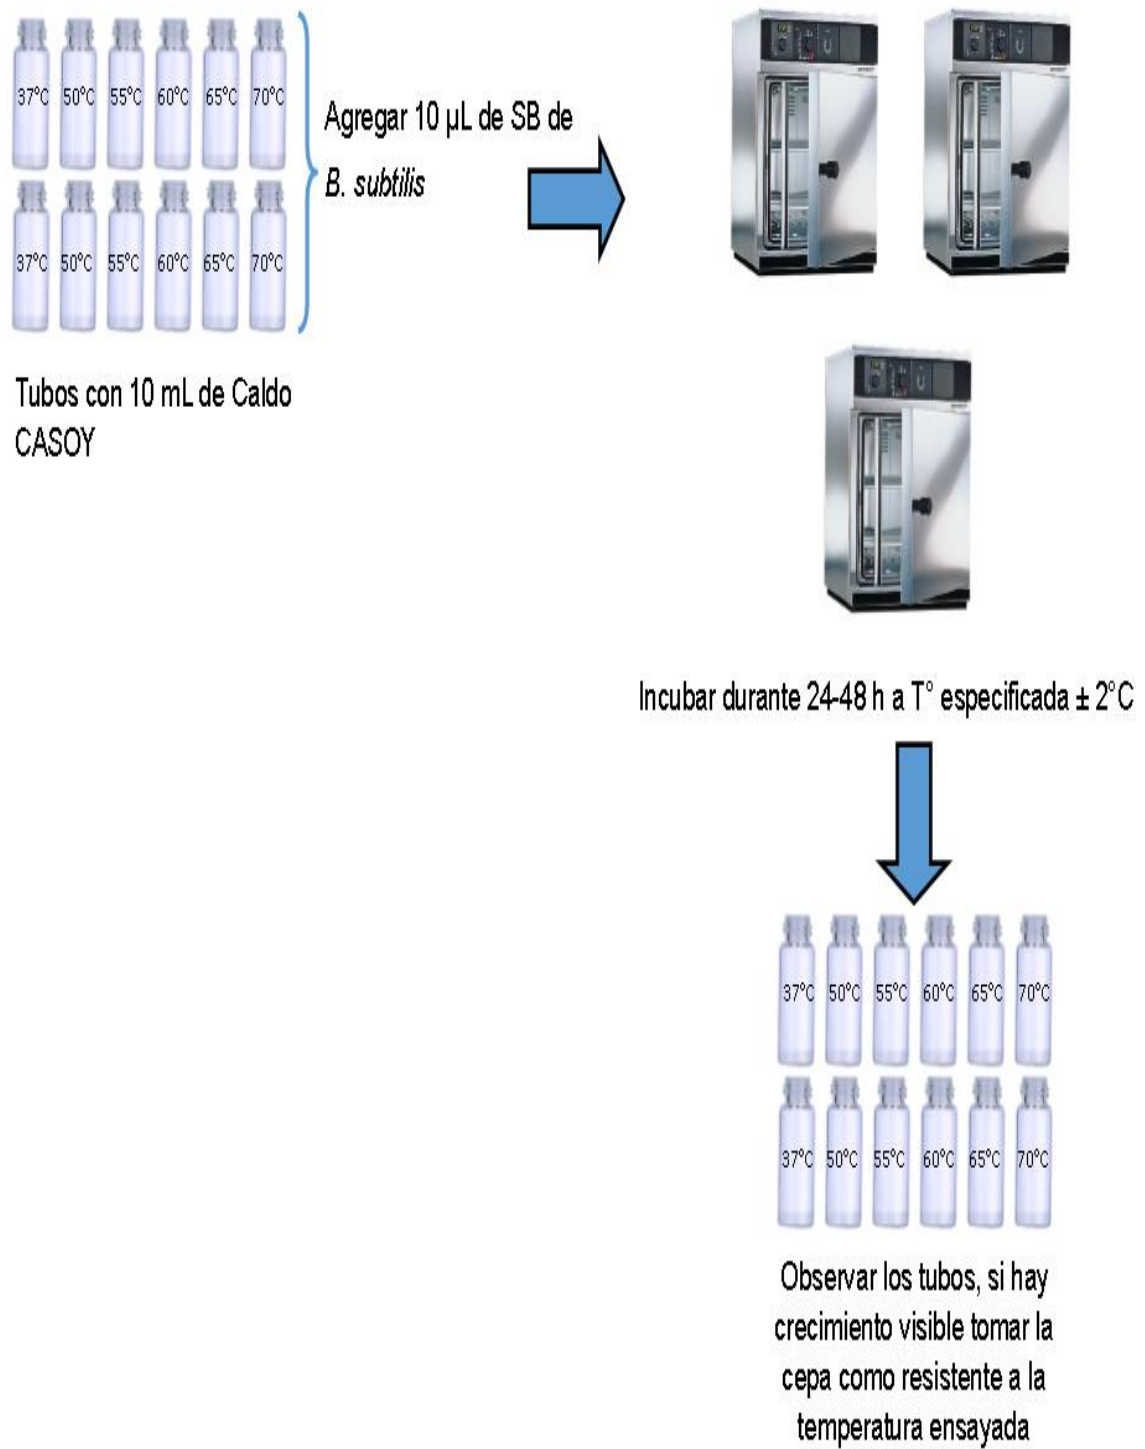 37°C 50°C 55°C 60°C 65°C 70°C
37°C 50°C 55°C 60°C 65°C 70°C
Agregar 10 µL de SB de
B. subtilis
Tubos con 10 mL de Caldo
CASOY
Incubar durante 24-48 h a T° especificada ± 2°C
37°C 50°C 55°C 60°C 65°C 70°C
37°C 50°C 55°C 60°C 65°C 70°C
Observar los tubos, si hay
crecimiento visible tomar la
cepa como resistente a la
temperatura ensayada